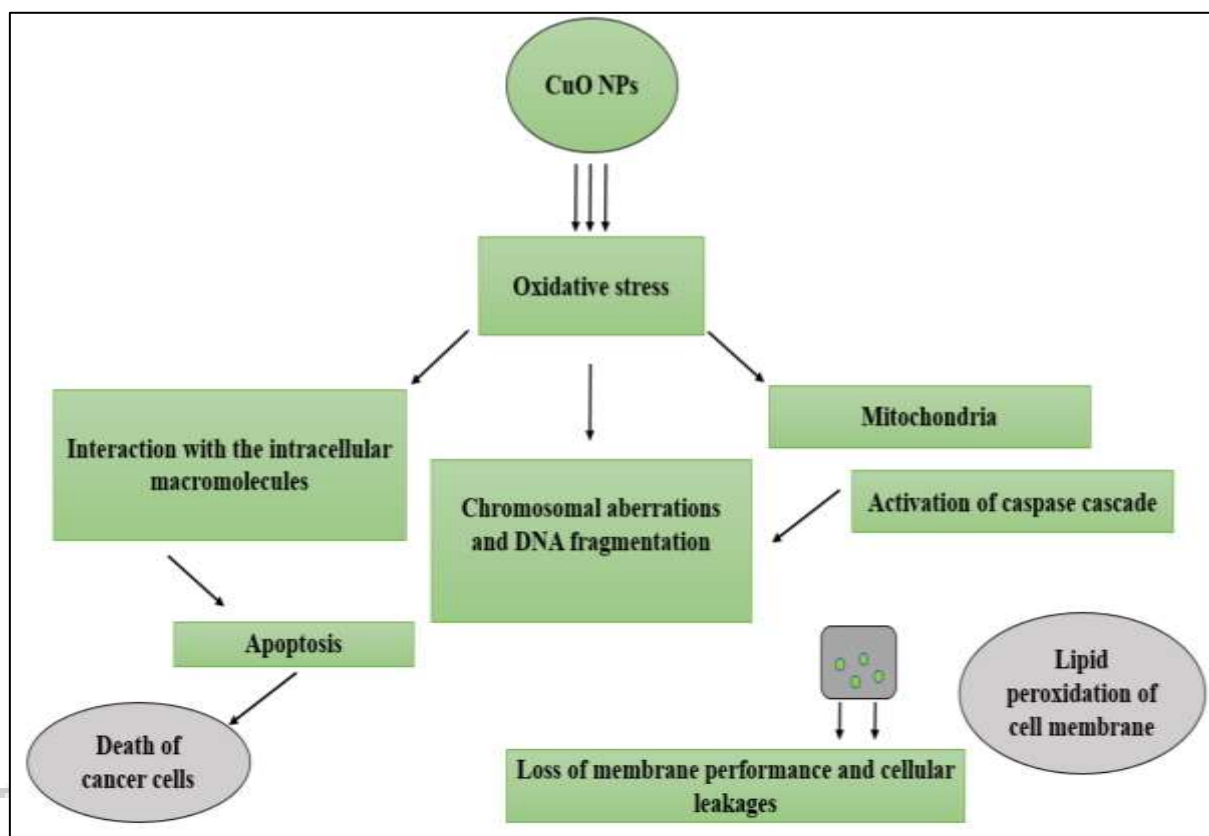 CuO NPs
Oxidative stress
Interaction with the intracellular
macromolecules
Mitochondria
Chromosomal aberrations
and DNA fragmentation
Activation of caspase cascade
Apoptosis
Lipid
peroxidation of
cell membrane
Death of
cancer cells
Loss of membrane performance and cellular
leakages